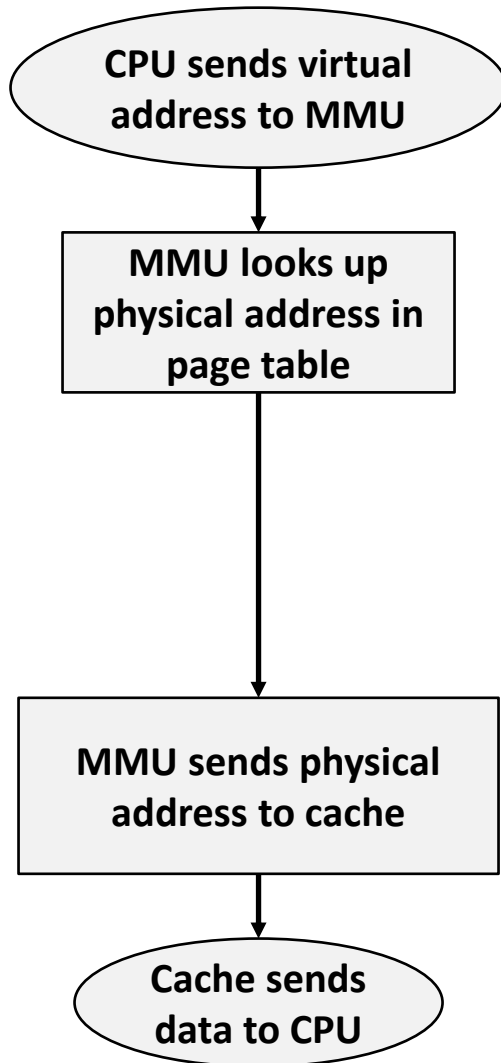 CPU sends virtual
address to MMU
MMU looks up
physical address in
page table
MMU sends physical
address to cache
Cache sends
data to CPU